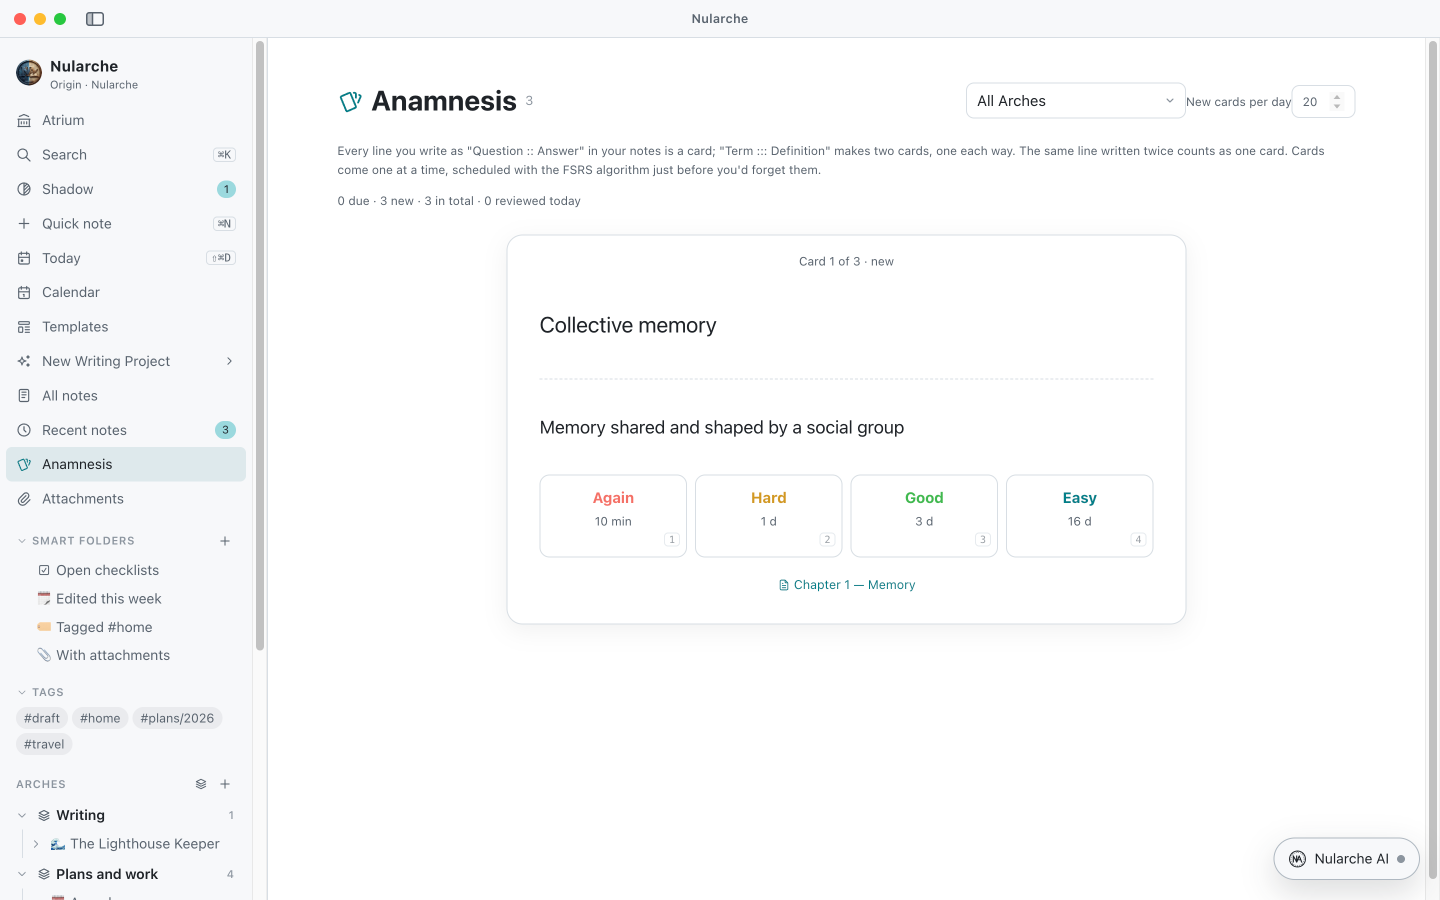 Nularche
Nularche
Origin · Nularche
Atrium
Search ⌘K
Shadow 1
Quick note ⌘N
Today ⇧⌘D
Calendar
Templates
New Writing Project
All notes
Recent notes 3
Anamnesis
Attachments
SMART FOLDERS
Open checklists
Edited this week
Tagged #home
With attachments
TAGS
#draft #home #plans/2026
#travel
ARCHES
Writing 1
The Lighthouse Keeper
Plans and work 4
Anamnesis 3
All Arches New cards per day 20
Every line you write as "Question :: Answer" in your notes is a card; "Term ::: Definition" makes two cards, one each way. The same line written twice counts as one card. Cards
come one at a time, scheduled with the FSRS algorithm just before you'd forget them.
0 due · 3 new · 3 in total · 0 reviewed today
Card 1 of 3 · new
Collective memory
Memory shared and shaped by a social group
Again Hard Good Easy
10 min 1 d 3 d 16 d
1 2 3 4
Chapter 1 — Memory
Nularche AI